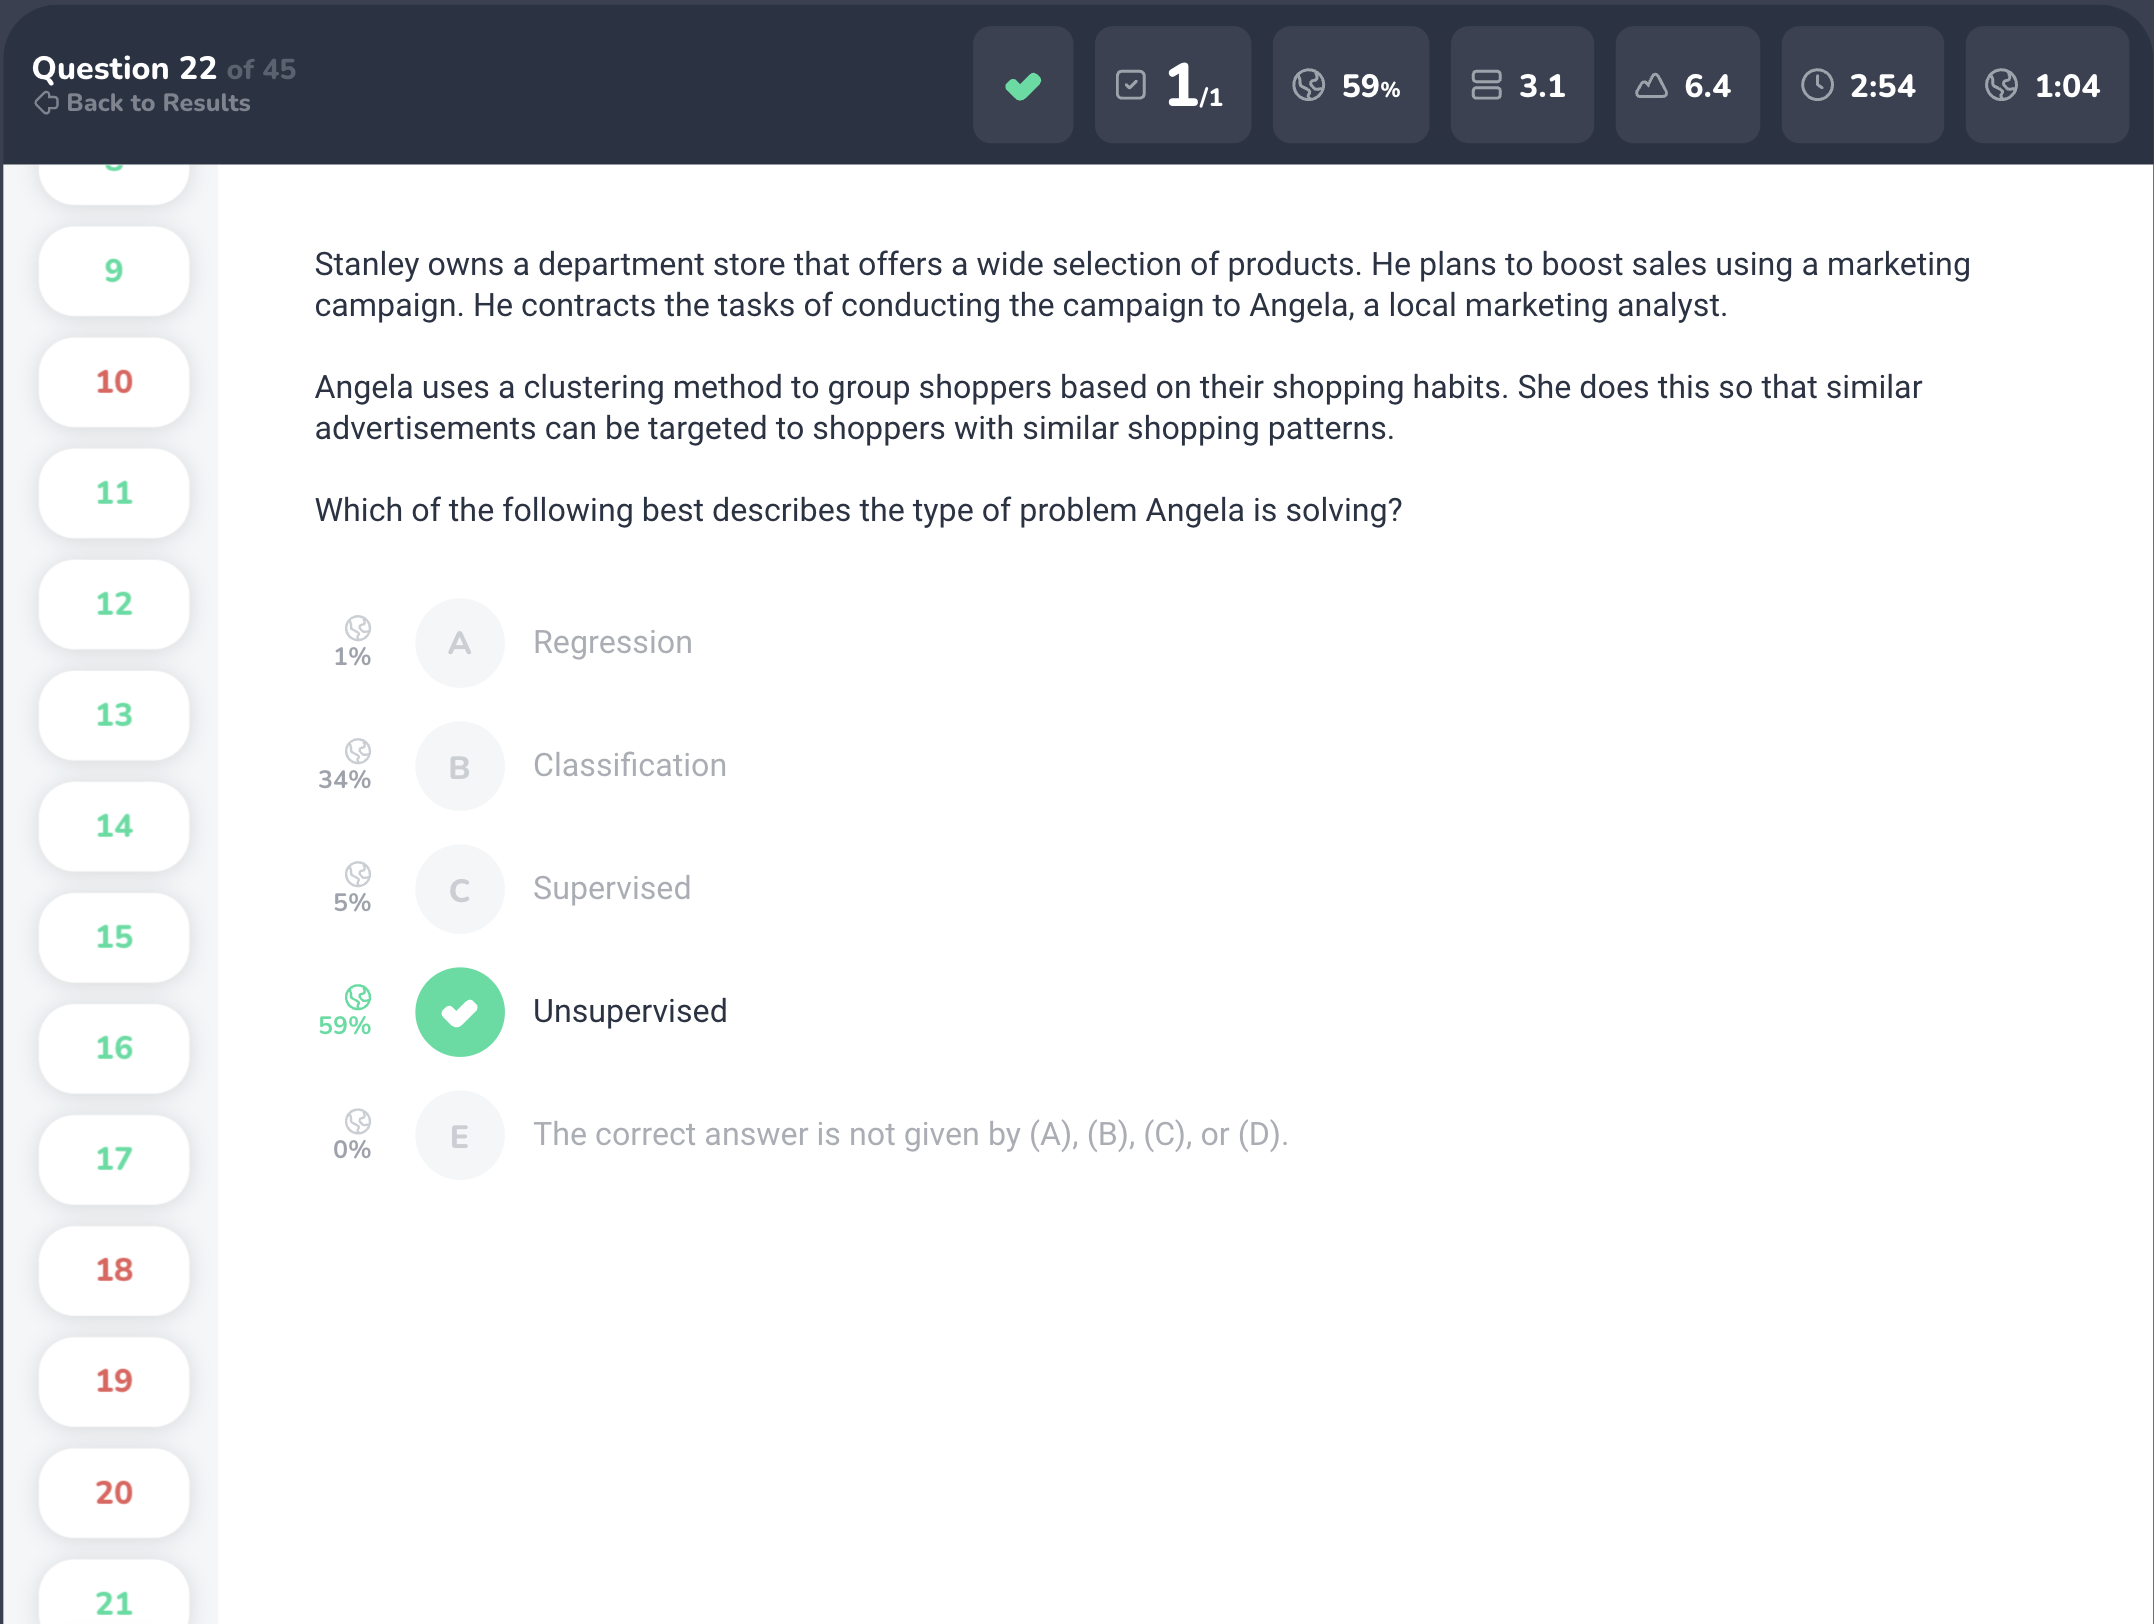 Question 22 of 45
Back to Results
1/1
59%
3.1
6.4
2:54
1:04
9
10
11
12
13
14
15
16
17
18
19
20
21
Stanley owns a department store that offers a wide selection of products. He plans to boost sales using a marketing
campaign. He contracts the tasks of conducting the campaign to Angela, a local marketing analyst.
Angela uses a clustering method to group shoppers based on their shopping habits. She does this so that similar
advertisements can be targeted to shoppers with similar shopping patterns.
Which of the following best describes the type of problem Angela is solving?
1% A Regression
34% B Classification
5% C Supervised
59% Unsupervised
0% E The correct answer is not given by (A), (B), (C), or (D).